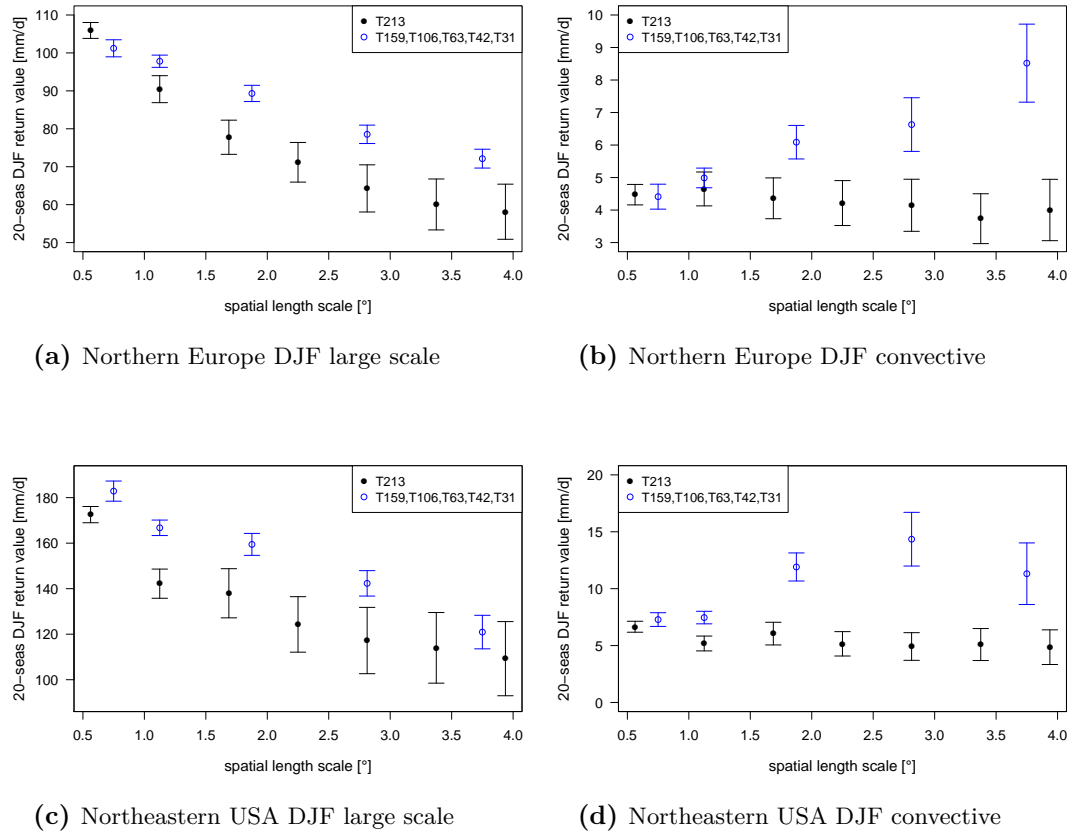 20−seas DJF return value [mm/d]
50 60 70 80 90 100 110
T213
T159,T106,T63,T42,T31
0.5 1.0 1.5 2.0 2.5 3.0 3.5 4.0
spatial length scale [°]
(a) Northern Europe DJF large scale
20−seas DJF return value [mm/d]
3 4 5 6 7 8 9 10
T213
T159,T106,T63,T42,T31
0.5 1.0 1.5 2.0 2.5 3.0 3.5 4.0
spatial length scale [°]
(b) Northern Europe DJF convective
20−seas DJF return value [mm/d]
100 120 140 160 180
T213
T159,T106,T63,T42,T31
0.5 1.0 1.5 2.0 2.5 3.0 3.5 4.0
spatial length scale [°]
(c) Northeastern USA DJF large scale
20−seas DJF return value [mm/d]
0 5 10 15 20
T213
T159,T106,T63,T42,T31
0.5 1.0 1.5 2.0 2.5 3.0 3.5 4.0
spatial length scale [°]
(d) Northeastern USA DJF convective